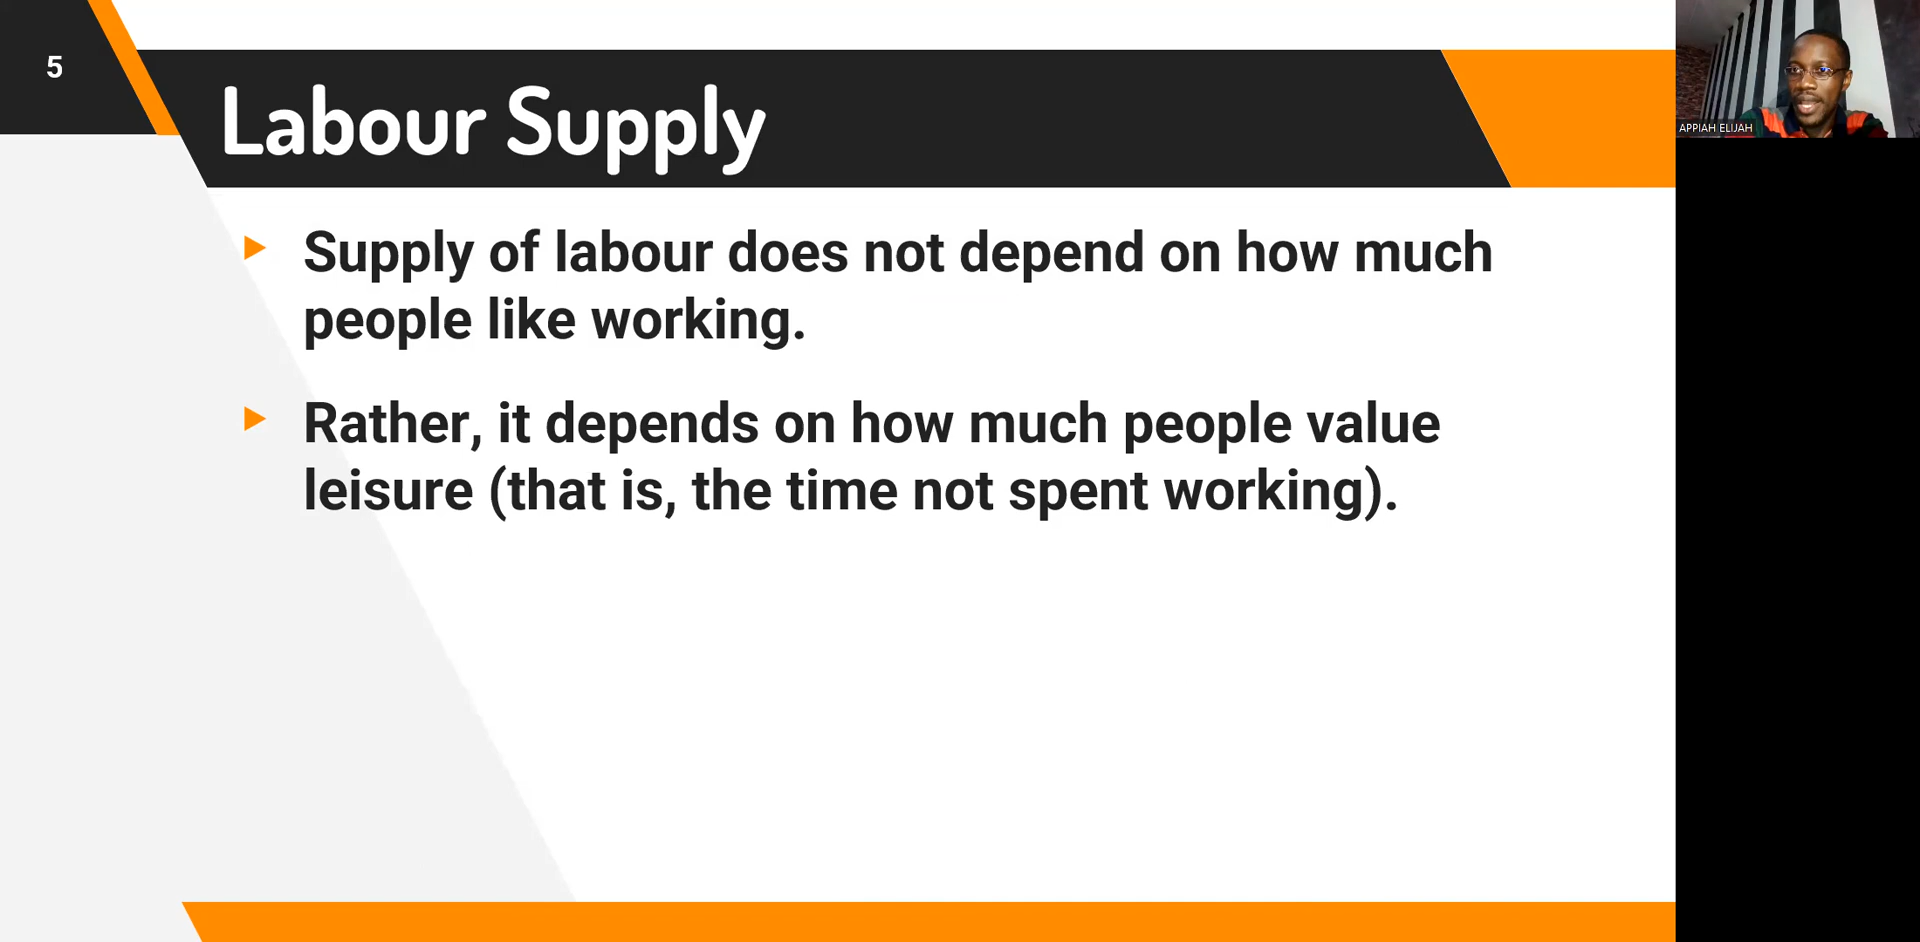 5
Labour Supply
Supply of labour does not depend on how much
people like working.
Rather, it depends on how much people value
leisure (that is, the time not spent working).
APPIAH ELIJAH